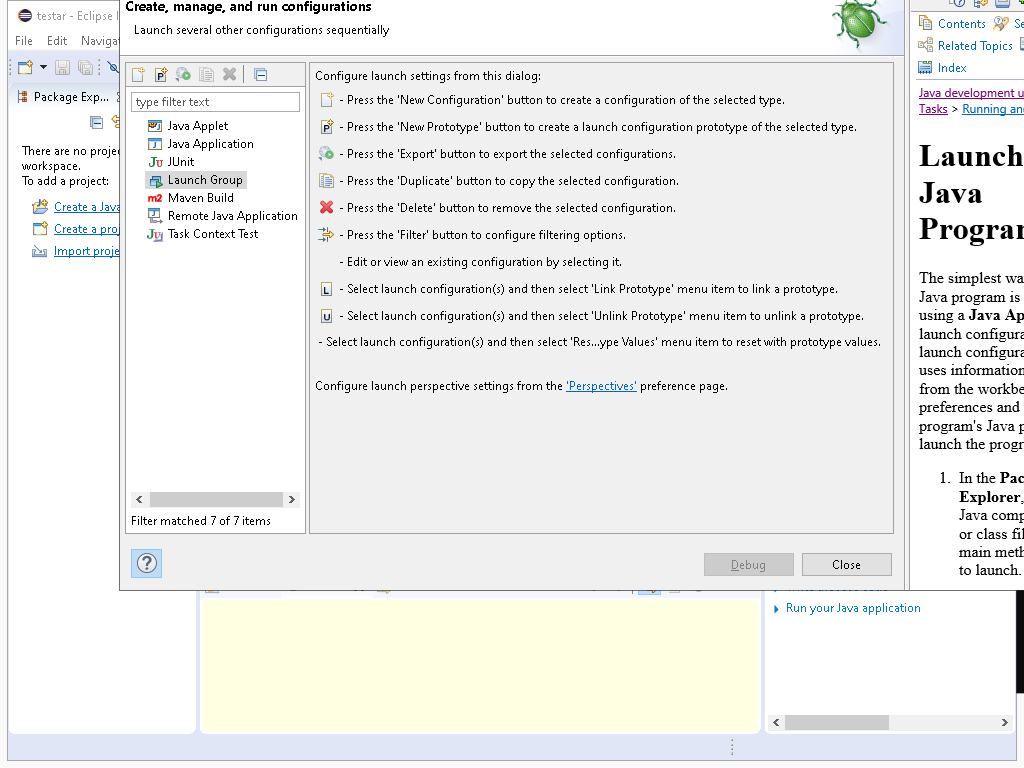 testar - Eclipse I
File Edit Naviga
Package Exp...
There are no proje
workspace.
To add a project:
Create a Java
Create a proj
Import proje
Create, manage, and run configurations
Launch several other configurations sequentially
type filter text
Java Applet
Java Application
JUnit
Launch Group
Maven Build
Remote Java Application
Task Context Test
Filter matched 7 of 7 items
Configure launch settings from this dialog:
- Press the 'New Configuration' button to create a configuration of the selected type.
- Press the 'New Prototype' button to create a launch configuration prototype of the selected type.
- Press the 'Export' button to export the selected configurations.
- Press the 'Duplicate' button to copy the selected configuration.
- Press the 'Delete' button to remove the selected configuration.
- Press the 'Filter' button to configure filtering options.
- Edit or view an existing configuration by selecting it.
- Select launch configuration(s) and then select 'Link Prototype' menu item to link a prototype.
- Select launch configuration(s) and then select 'Unlink Prototype' menu item to unlink a prototype.
- Select launch configuration(s) and then select 'Res...ype Values' menu item to reset with prototype values.
Configure launch perspective settings from the 'Perspectives' preference page.
Debug
Close
Contents Se
Related Topics
Index
Java development u
Tasks > Running and
Launch
Java
Program
The simplest wa
Java program is
using a Java Ap
launch configura
launch configura
uses information
from the workbe
preferences and
program's Java p
launch the progr
1. In the Pac
Explorer,
Java comp
or class fil
main meth
to launch.
Run your Java application